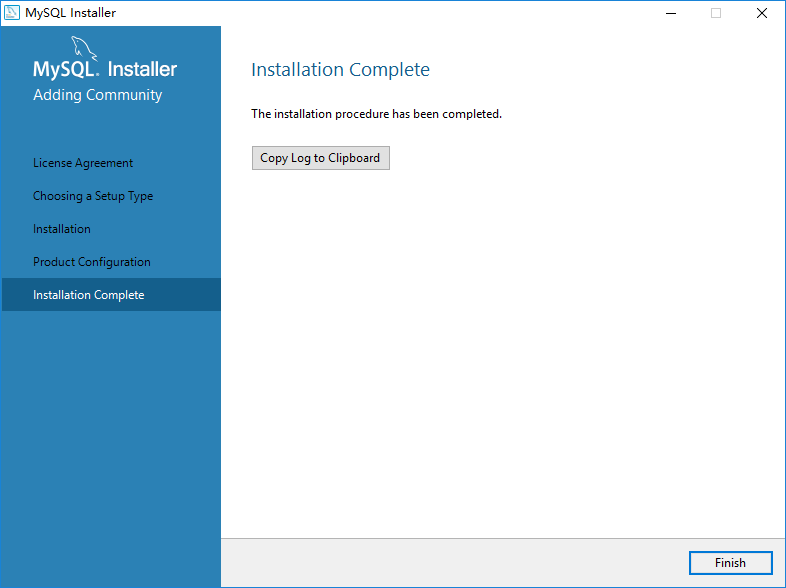 MySQL Installer
MySQL. Installer
Adding Community
License Agreement
Choosing a Setup Type
Installation
Product Configuration
Installation Complete
Installation Complete
The installation procedure has been completed.
Copy Log to Clipboard
Finish